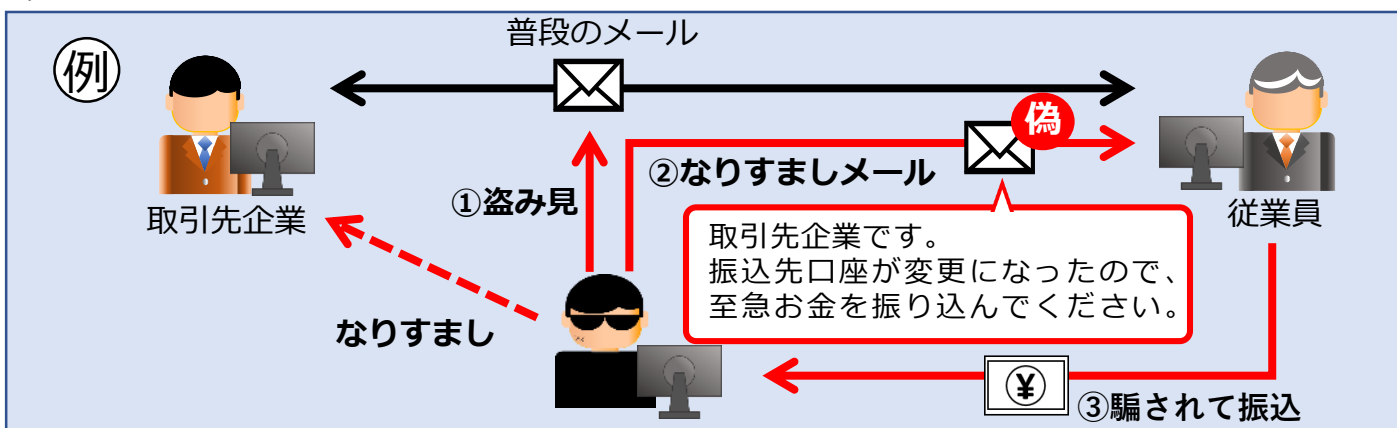 例
普段のメール
偽
②なりすましメール
①盗み見
取引先企業
従業員
取引先企業です。
振込先口座が変更になったので、
至急お金を振り込んでください。
なりすまし
¥
③騙されて振込